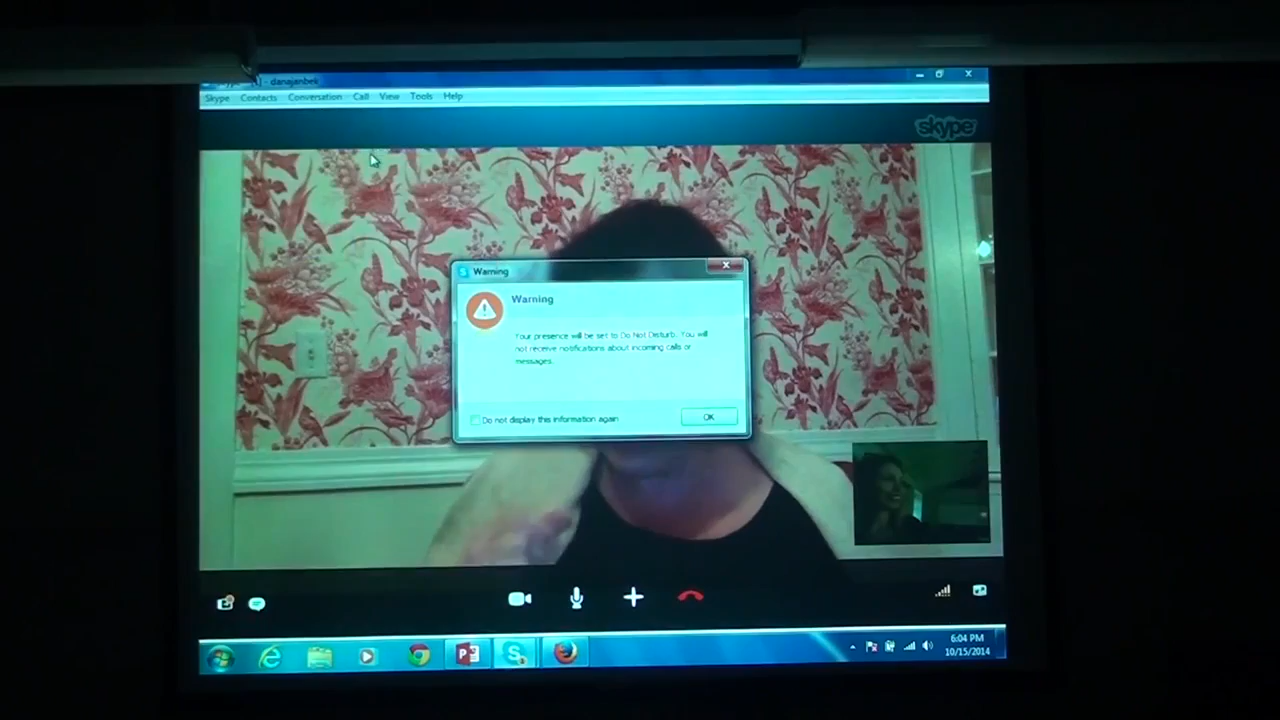 danajanbek
Skype Contacts Conversation Call View Tools Help
skype
Warning
Warning
Your presence will be set to Do Not Disturb. You will
not receive notifications about incoming calls or
messages.
Do not display this information again
OK
6:04 PM
10/15/2014